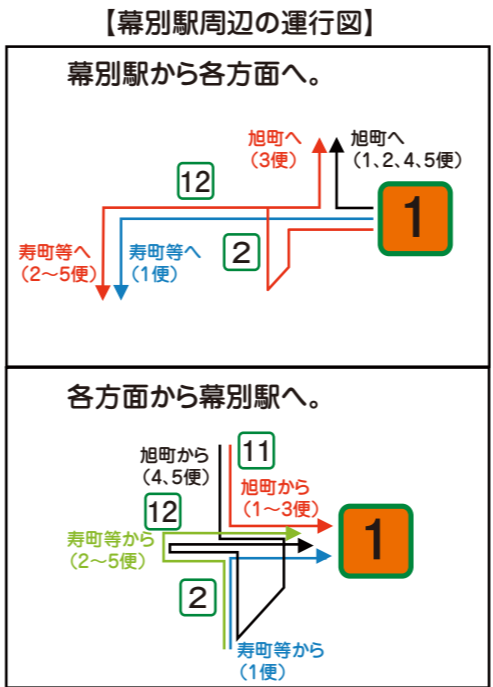 【幕別駅周辺の運行図】
幕別駅から各方面へ。
旭町へ
(3便)
旭町へ
(1、2、4、5便)
12
1
2
寿町等へ
(2〜5便)
寿町等へ
(1便)
各方面から幕別駅へ。
旭町から
(4、5便)
11
旭町から
(1〜3便)
12
1
寿町等から
(2〜5便)
2
寿町等から
(1便)